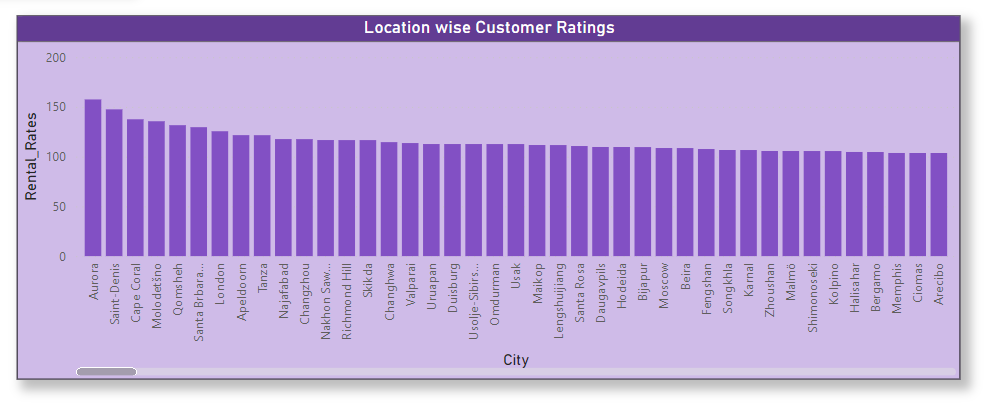 Location wise Customer Ratings
Rental_Rates
200
150
100
50
0
Aurora
Saint-Denis
Cape Coral
Molodetšno
Qomsheh
Santa Brbara...
London
Apeldoorn
Tanza
Najafabad
Changzhou
Nakhon Saw...
Richmond Hill
Skikda
Changhwa
Valparai
Uruapan
Duisburg
Usolje-Sibirs...
Omdurman
Usak
Maikop
Lengshuijiang
Santa Rosa
Daugavpils
Hodeida
Bijapur
Moscow
Beira
Fengshan
Songkhla
Karnal
Zhoushan
Malmö
Shimonoseki
Kolpino
Halisahar
Bergamo
Memphis
Ciomas
Arecibo
City